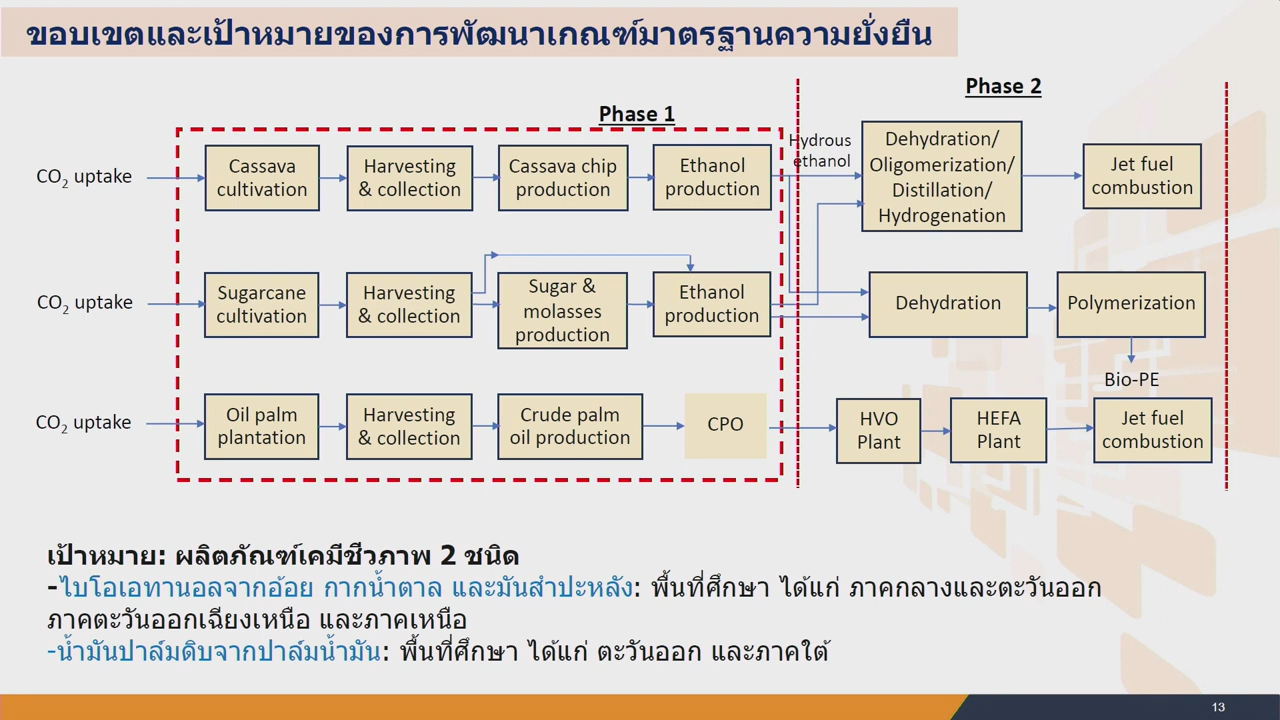 ขอบเขตและเป้าหมายของการพัฒนาเกณฑ์มาตรฐานความยั่งยืน
Phase 1
Phase 2
CO2 uptake
Cassava
cultivation
Harvesting
& collection
Cassava chip
production
Ethanol
production
Hydrous
ethanol
Dehydration/
Oligomerization/
Distillation/
Hydrogenation
Jet fuel
combustion
CO2 uptake
Sugarcane
cultivation
Harvesting
& collection
Sugar &
molasses
production
Ethanol
production
Dehydration
Polymerization
Bio-PE
CO2 uptake
Oil palm
plantation
Harvesting
& collection
Crude palm
oil production
CPO
HVO
Plant
HEFA
Plant
Jet fuel
combustion
เป้าหมาย: ผลิตภัณฑ์เคมีชีวภาพ 2 ชนิด
-ไบโอเอทานอลจากอ้อย กากน้ำตาล และมันสำปะหลัง: พื้นที่ศึกษา ได้แก่ ภาคกลางและตะวันออก
ภาคตะวันออกเฉียงเหนือ และภาคเหนือ
-น้ำมันปาล์มดิบจากปาล์มน้ำมัน: พื้นที่ศึกษา ได้แก่ ตะวันออก และภาคใต้
13